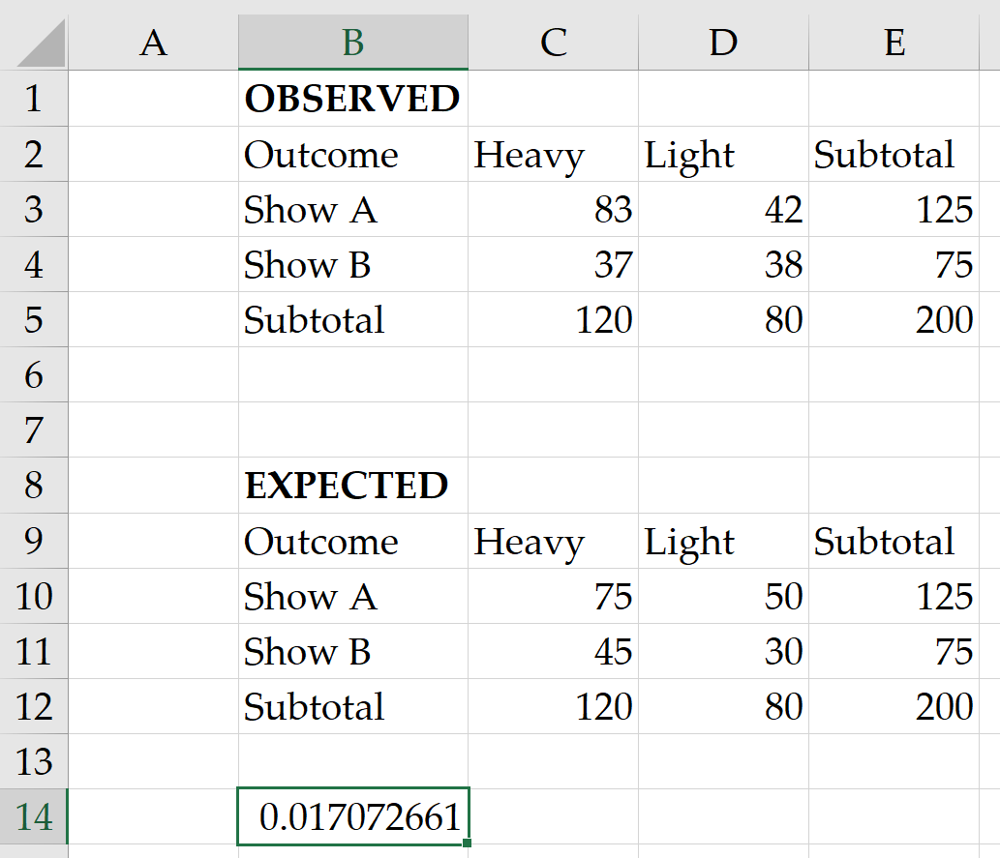 A B C D E
1 OBSERVED
2 Outcome Heavy Light Subtotal
3 Show A 83 42 125
4 Show B 37 38 75
5 Subtotal 120 80 200
6
7
8 EXPECTED
9 Outcome Heavy Light Subtotal
10 Show A 75 50 125
11 Show B 45 30 75
12 Subtotal 120 80 200
13
14 0.017072661